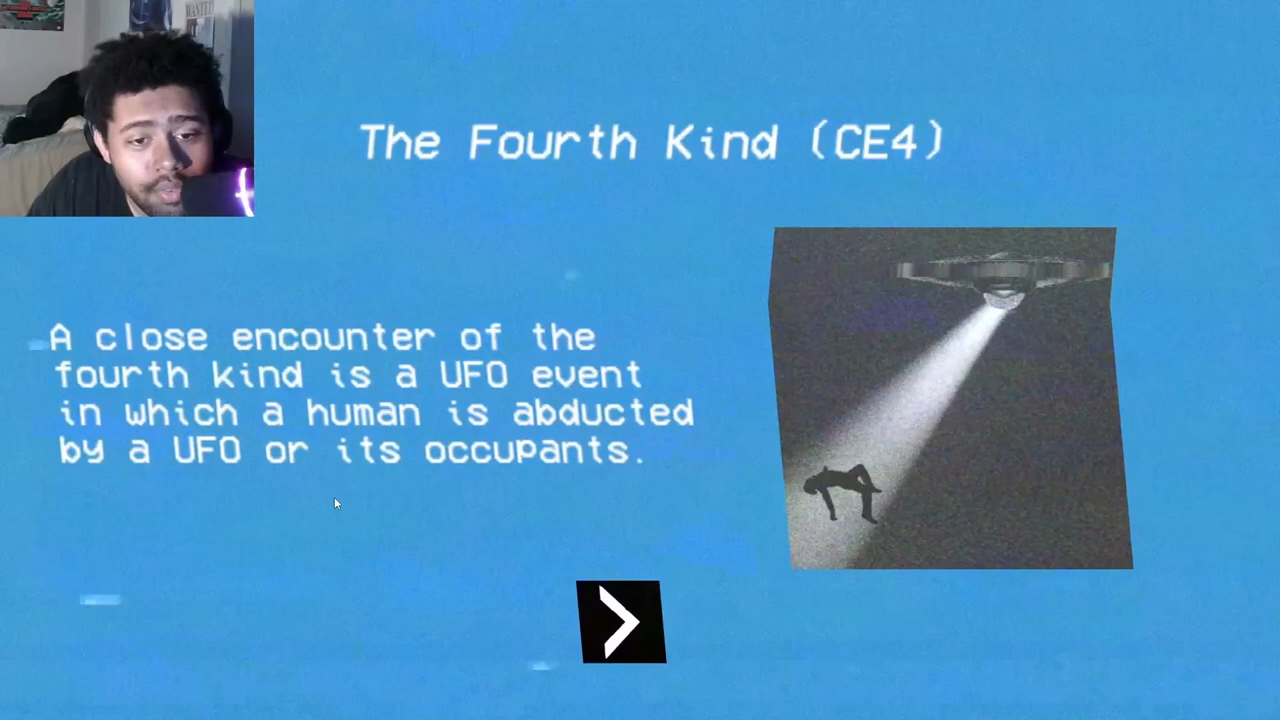 WANTED
The Fourth Kind (CE4)
A close encounter of the
fourth kind is a UFO event
in which a human is abducted
by a UFO or its occupants.